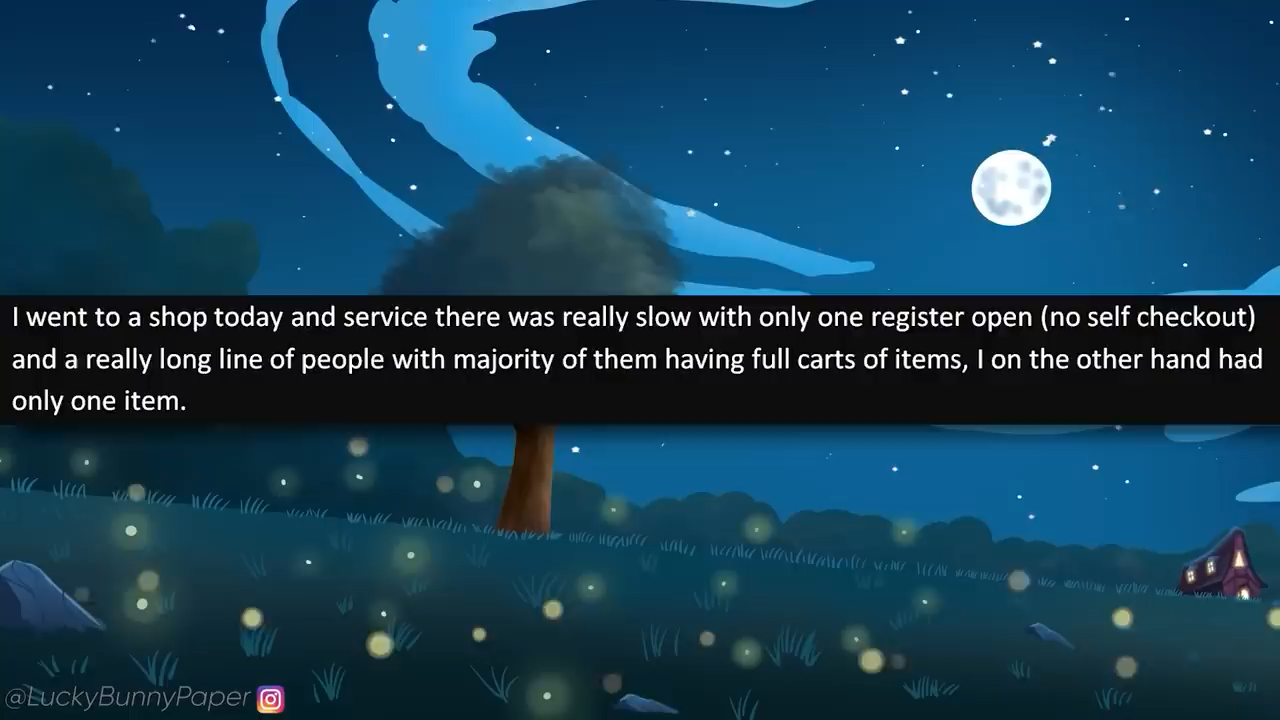 I went to a shop today and service there was really slow with only one register open (no self checkout)
and a really long line of people with majority of them having full carts of items, I on the other hand had
only one item.
@LuckyBunnyPaper